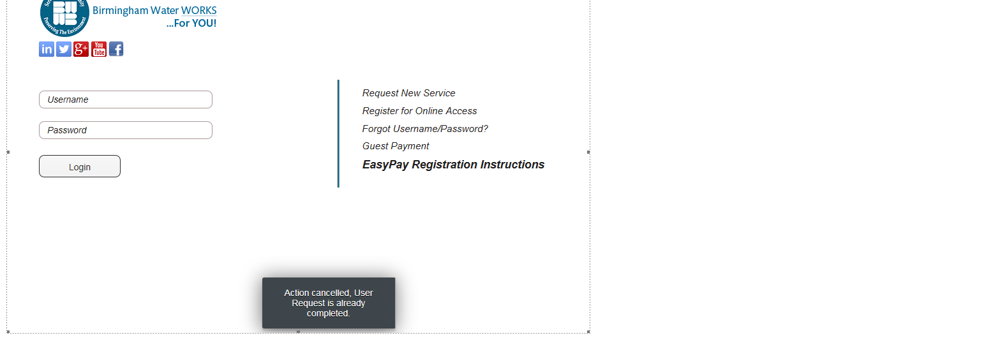 Birmingham Water WORKS
...For YOU!
Preserving The Environment
in g+ You Tube f
Username
Password
Login
Request New Service
Register for Online Access
Forgot Username/Password?
Guest Payment
EasyPay Registration Instructions
Action cancelled, User
Request is already
completed.